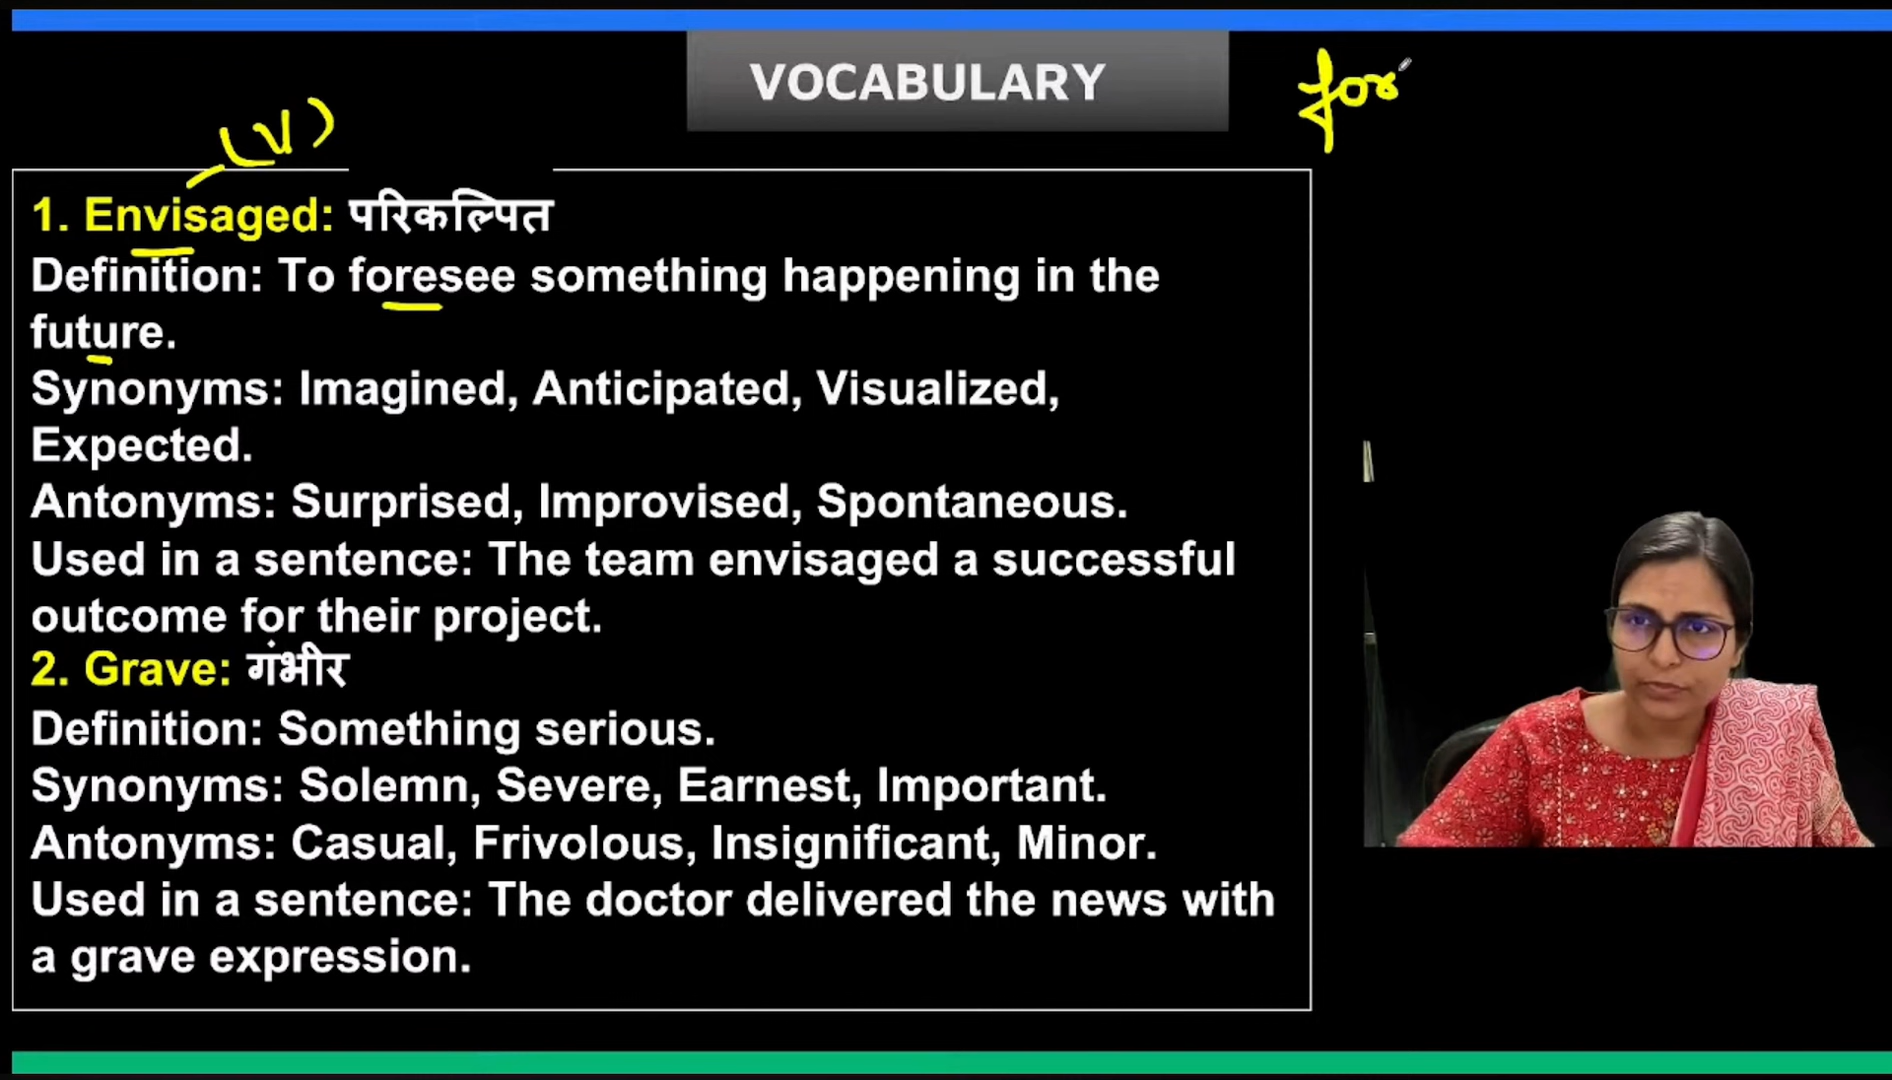 VOCABULARY
for
(V)
1. Envisaged: परिकल्पित
Definition: To foresee something happening in the
future.
Synonyms: Imagined, Anticipated, Visualized,
Expected.
Antonyms: Surprised, Improvised, Spontaneous.
Used in a sentence: The team envisaged a successful
outcome for their project.
2. Grave: गंभीर
Definition: Something serious.
Synonyms: Solemn, Severe, Earnest, Important.
Antonyms: Casual, Frivolous, Insignificant, Minor.
Used in a sentence: The doctor delivered the news with
a grave expression.